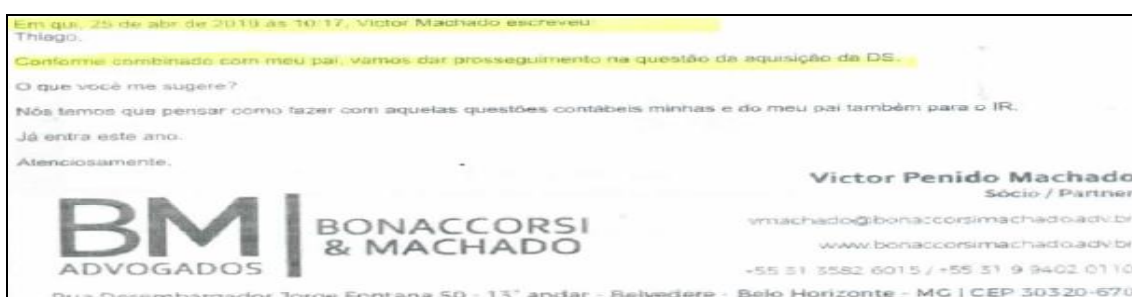 Em qui, 25 de abr de 2019 às 10:17, Victor Machado escreveu:
Thiago.
Conforme combinado com meu pai, vamos dar prosseguimento na questão da aquisição da DS.
O que você me sugere?
Nós temos que pensar como fazer com aquelas questões contábeis minhas e do meu pai também para o IR.
Já entra este ano.
Atenciosamente.
Victor Penido Machado
Sócio / Partner
BM
ADVOGADOS
BONACCORSI
& MACHADO
vmachado@bonaccorsimachado.adv.br
www.bonaccorsimachado.adv.br
+55 31 3582 6015 / +55 31 9 9402 0110
Rua Desembargador Jorge Fontana 50 - 13° andar - Belvedere - Belo Horizonte - MG | CEP 30320-670